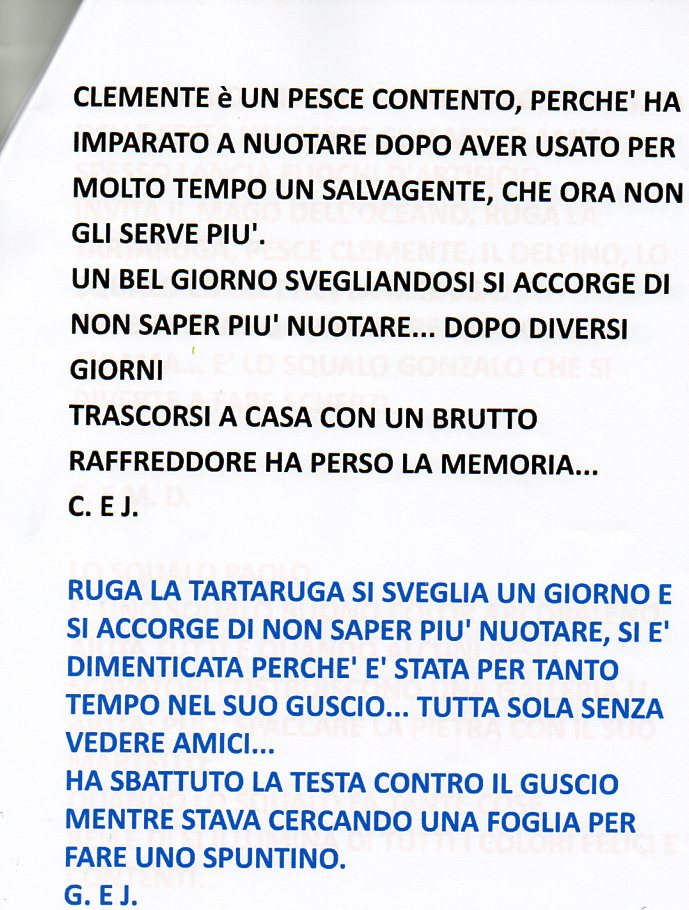 CLEMENTE è UN PESCE CONTENTO, PERCHE' HA
IMPARATO A NUOTARE DOPO AVER USATO PER
MOLTO TEMPO UN SALVAGENTE, CHE ORA NON
GLI SERVE PIU'.
UN BEL GIORNO SVEGLIANDOSI SI ACCORGE DI
NON SAPER PIU' NUOTARE... DOPO DIVERSI
GIORNI
TRASCORSI A CASA CON UN BRUTTO
RAFFREDDORE HA PERSO LA MEMORIA...
C. E J.
RUGA LA TARTARUGA SI SVEGLIA UN GIORNO E
SI ACCORGE DI NON SAPER PIU' NUOTARE, SI E'
DIMENTICATA PERCHE' E' STATA PER TANTO
TEMPO NEL SUO GUSCIO... TUTTA SOLA SENZA
VEDERE AMICI...
HA SBATTUTO LA TESTA CONTRO IL GUSCIO
MENTRE STAVA CERCANDO UNA FOGLIA PER
FARE UNO SPUNTINO.
G. E J.